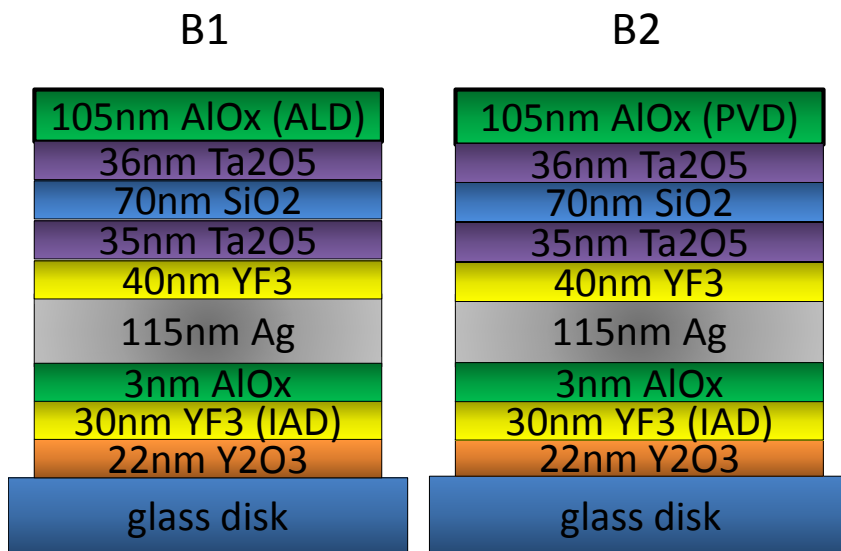 B1
105nm AlOx (ALD)
36nm Ta2O5
70nm SiO2
35nm Ta2O5
40nm YF3
115nm Ag
3nm AlOx
30nm YF3 (IAD)
22nm Y2O3
glass disk
B2
105nm AlOx (PVD)
36nm Ta2O5
70nm SiO2
35nm Ta2O5
40nm YF3
115nm Ag
3nm AlOx
30nm YF3 (IAD)
22nm Y2O3
glass disk